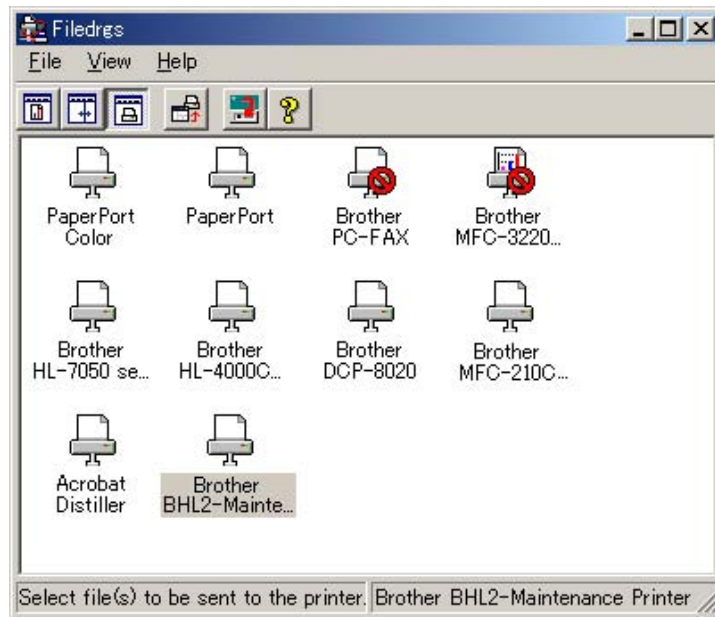 Filedrgs
File View Help
PaperPort
Color
PaperPort
Brother
PC-FAX
Brother
MFC-3220...
Brother
HL-7050 se...
Brother
HL-4000C...
Brother
DCP-8020
Brother
MFC-210C...
Acrobat
Distiller
Brother
BHL2-Mainte...
Select file(s) to be sent to the printer. Brother BHL2-Maintenance Printer